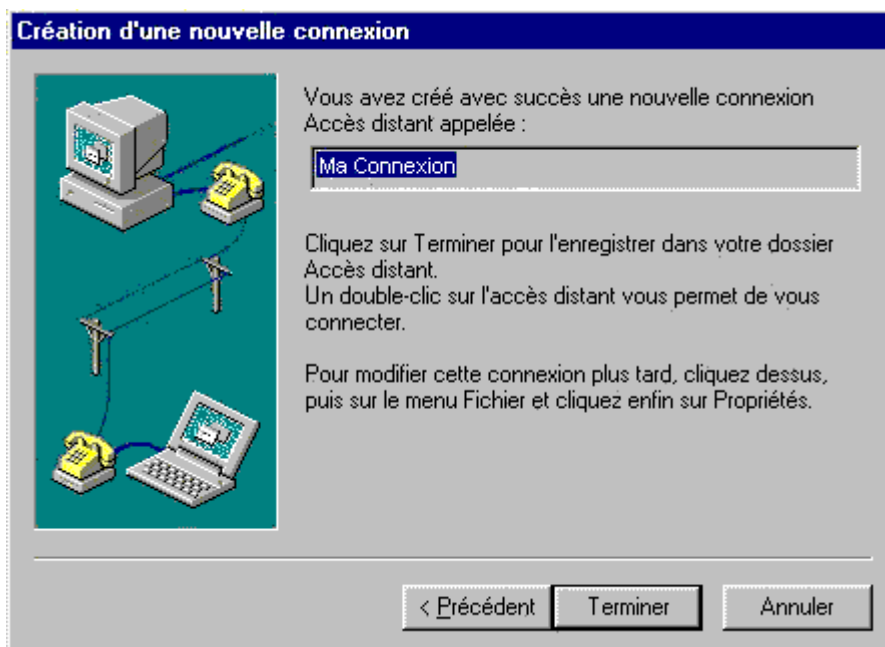 Création d'une nouvelle connexion
Vous avez créé avec succès une nouvelle connexion
Accès distant appelée :
Ma Connexion
Cliquez sur Terminer pour l'enregistrer dans votre dossier
Accès distant.
Un double-clic sur l'accès distant vous permet de vous
connecter.
Pour modifier cette connexion plus tard, cliquez dessus,
puis sur le menu Fichier et cliquez enfin sur Propriétés.
< Précédent Terminer Annuler